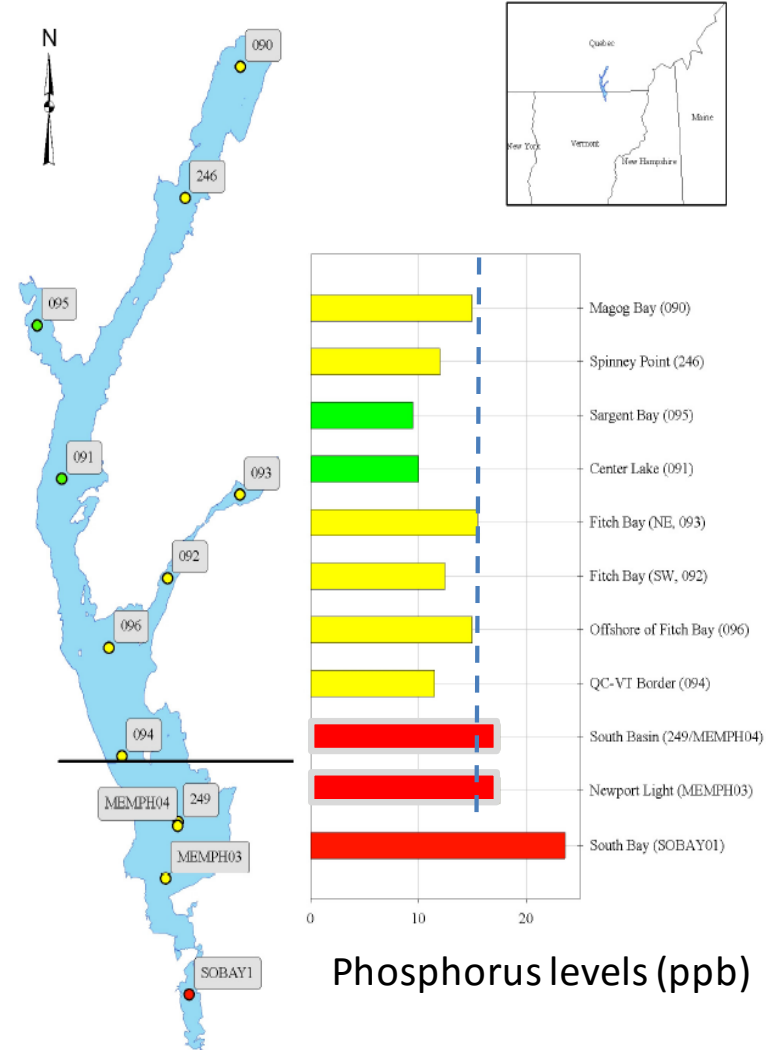 N
090
246
095
091
093
092
096
094
MEMPH04
249
MEMPH03
SOBAY1
Québec
Maine
New York
Vermont
New Hampshire
Magog Bay (090)
Spinney Point (246)
Sargent Bay (095)
Center Lake (091)
Fitch Bay (NE, 093)
Fitch Bay (SW, 092)
Offshore of Fitch Bay (096)
QC-VT Border (094)
South Basin (249/MEMPH04)
Newport Light (MEMPH03)
South Bay (SOBAY01)
0 10 20
Phosphorus levels (ppb)